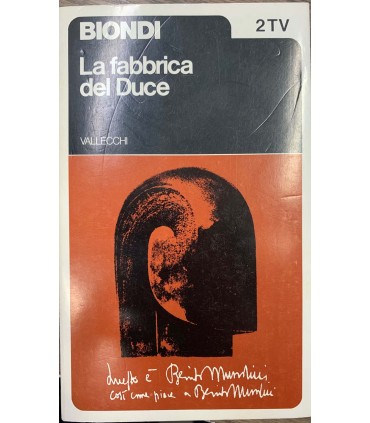 BIONDI
2TV
La fabbrica
del Duce
VALLECCHI
questo è Benito Mussolini
così come piace a Benito Mussolini